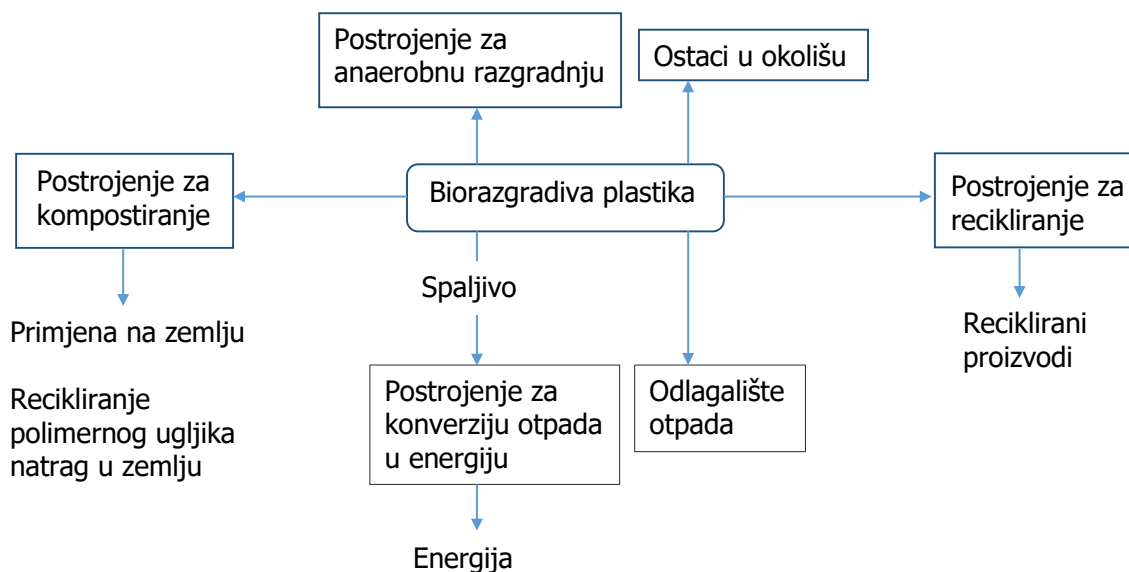 Postrojenje za
anaerobnu razgradnju
Ostaci u okolišu
Postrojenje za
kompostiranje
Biorazgradiva plastika
Postrojenje za
recikliranje
Spaljivo
Primjena na zemlju
Reciklirani
proizvodi
Recikliranje
polimernog ugljika
natrag u zemlju
Postrojenje za
konverziju otpada
u energiju
Odlagalište
otpada
Energija